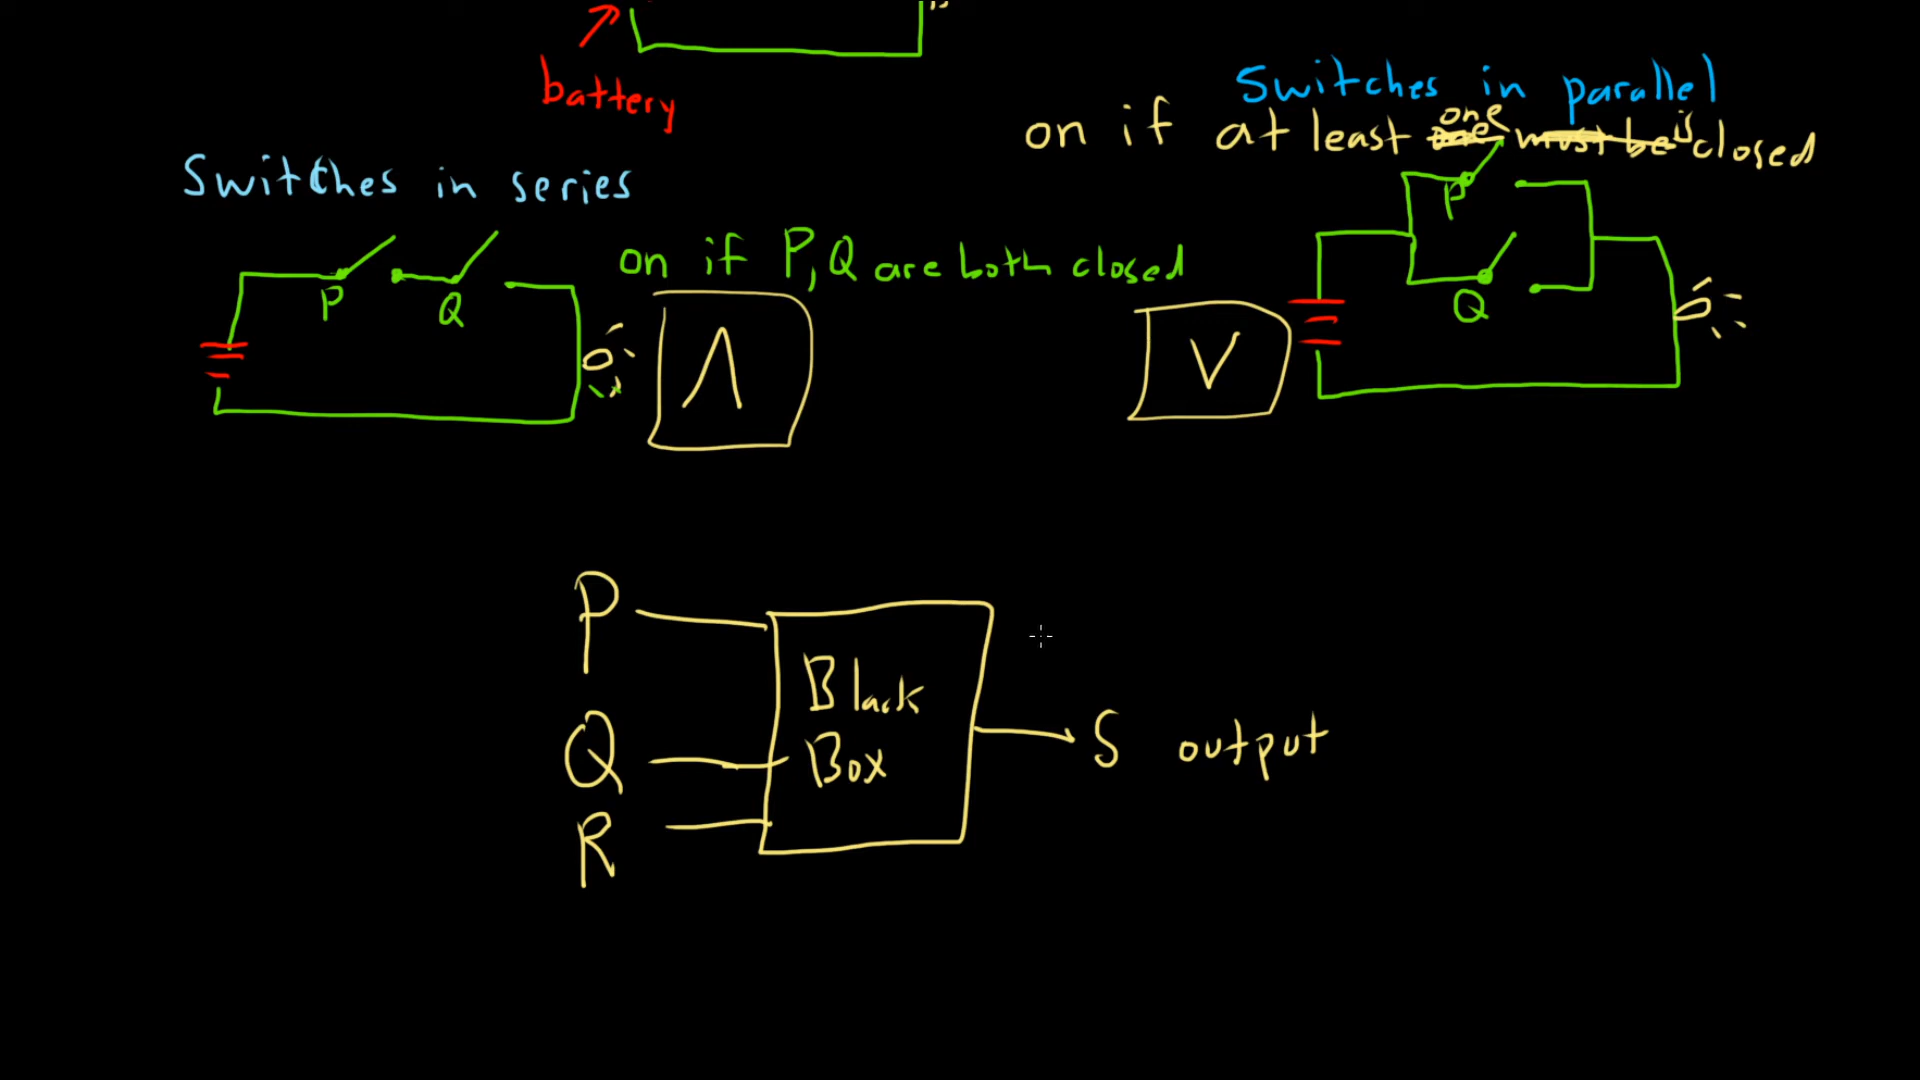 battery
Switches in parallel
on if at least one is closed
Switches in series
on if P, Q are both closed
P
Q
P
Q
Λ
V
P
Q
R
Black
Box
S output